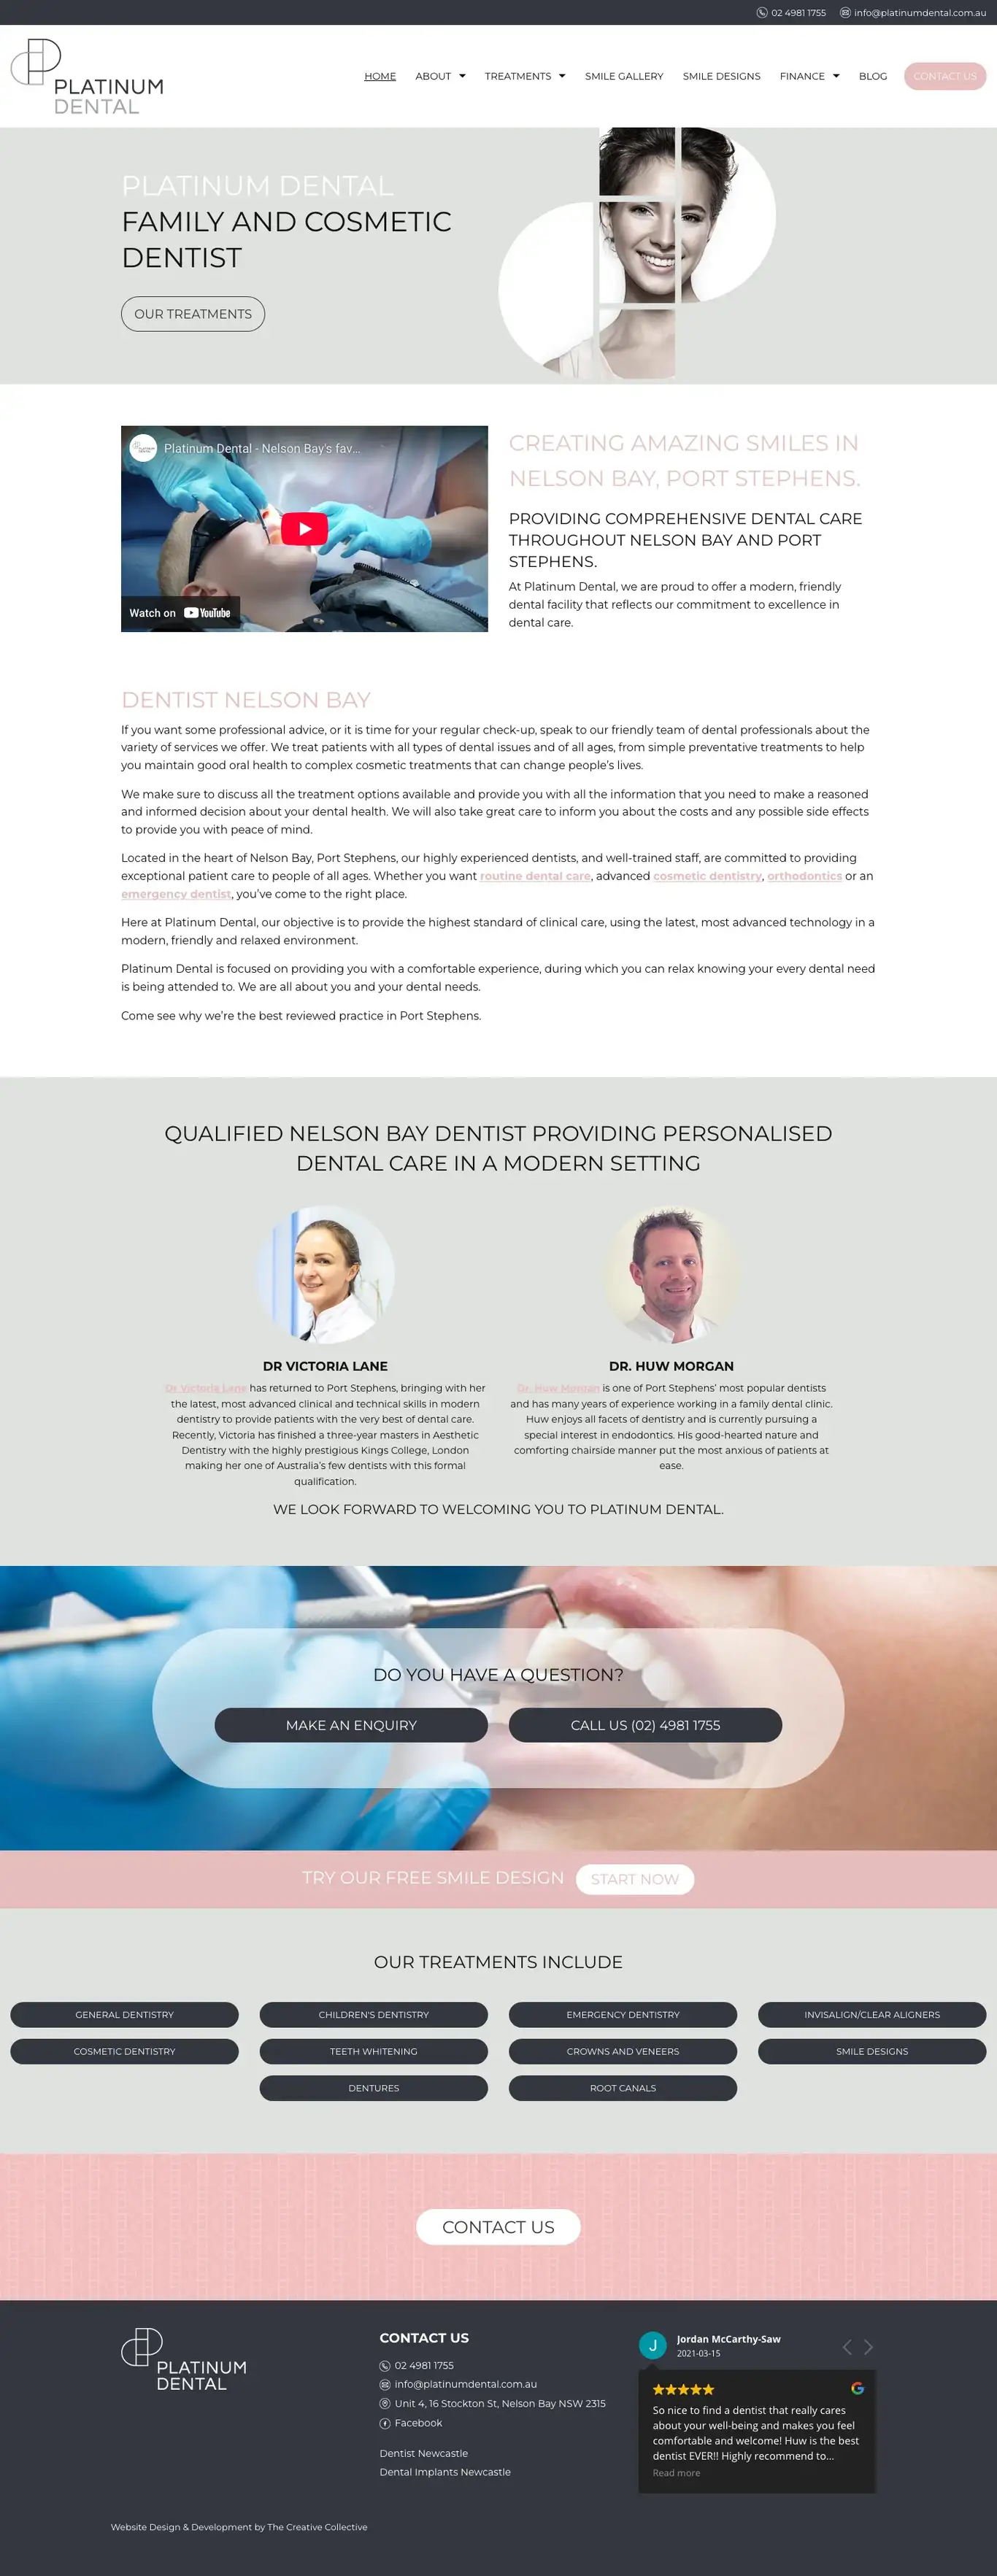 02 4981 1755 info@platinumdental.com.au
PLATINUM
DENTAL
HOME ABOUT TREATMENTS SMILE GALLERY SMILE DESIGNS FINANCE BLOG CONTACT US
PLATINUM DENTAL
FAMILY AND COSMETIC
DENTIST
OUR TREATMENTS
Platinum Dental - Nelson Bay's fav...
Watch on YouTube
CREATING AMAZING SMILES IN
NELSON BAY, PORT STEPHENS.
PROVIDING COMPREHENSIVE DENTAL CARE
THROUGHOUT NELSON BAY AND PORT
STEPHENS.
At Platinum Dental, we are proud to offer a modern, friendly
dental facility that reflects our commitment to excellence in
dental care.
DENTIST NELSON BAY
If you want some professional advice, or it is time for your regular check-up, speak to our friendly team of dental professionals about the
variety of services we offer. We treat patients with all types of dental issues and of all ages, from simple preventative treatments to help
you maintain good oral health to complex cosmetic treatments that can change people's lives.
We make sure to discuss all the treatment options available and provide you with all the information that you need to make a reasoned
and informed decision about your dental health. We will also take great care to inform you about the costs and any possible side effects
to provide you with peace of mind.
Located in the heart of Nelson Bay, Port Stephens, our highly experienced dentists, and well-trained staff, are committed to providing
exceptional patient care to people of all ages. Whether you want routine dental care, advanced cosmetic dentistry, orthodontics or an
emergency dentist, you've come to the right place.
Here at Platinum Dental, our objective is to provide the highest standard of clinical care, using the latest, most advanced technology in a
modern, friendly and relaxed environment.
Platinum Dental is focused on providing you with a comfortable experience, during which you can relax knowing your every dental need
is being attended to. We are all about you and your dental needs.
Come see why we're the best reviewed practice in Port Stephens.
QUALIFIED NELSON BAY DENTIST PROVIDING PERSONALISED
DENTAL CARE IN A MODERN SETTING
DR VICTORIA LANE
Dr Victoria Lane has returned to Port Stephens, bringing with her
the latest, most advanced clinical and technical skills in modern
dentistry to provide patients with the very best of dental care.
Recently, Victoria has finished a three-year masters in Aesthetic
Dentistry with the highly prestigious Kings College, London
making her one of Australia's few dentists with this formal
qualification.
DR. HUW MORGAN
Dr. Huw Morgan is one of Port Stephens' most popular dentists
and has many years of experience working in a family dental clinic.
Huw enjoys all facets of dentistry and is currently pursuing a
special interest in endodontics. His good-hearted nature and
comforting chairside manner put the most anxious of patients at
ease.
WE LOOK FORWARD TO WELCOMING YOU TO PLATINUM DENTAL.
DO YOU HAVE A QUESTION?
MAKE AN ENQUIRY CALL US (02) 4981 1755
TRY OUR FREE SMILE DESIGN START NOW
OUR TREATMENTS INCLUDE
GENERAL DENTISTRY CHILDREN'S DENTISTRY EMERGENCY DENTISTRY INVISALIGN/CLEAR ALIGNERS
COSMETIC DENTISTRY TEETH WHITENING CROWNS AND VENEERS SMILE DESIGNS
DENTURES ROOT CANALS
CONTACT US
PLATINUM
DENTAL
CONTACT US
02 4981 1755
info@platinumdental.com.au
Unit 4, 16 Stockton St, Nelson Bay NSW 2315
Facebook
Dentist Newcastle
Dental Implants Newcastle
J
Jordan McCarthy-Saw
2021-03-15
So nice to find a dentist that really cares
about your well-being and makes you feel
comfortable and welcome! Huw is the best
dentist EVER!! Highly recommend to...
Read more
Website Design & Development by The Creative Collective